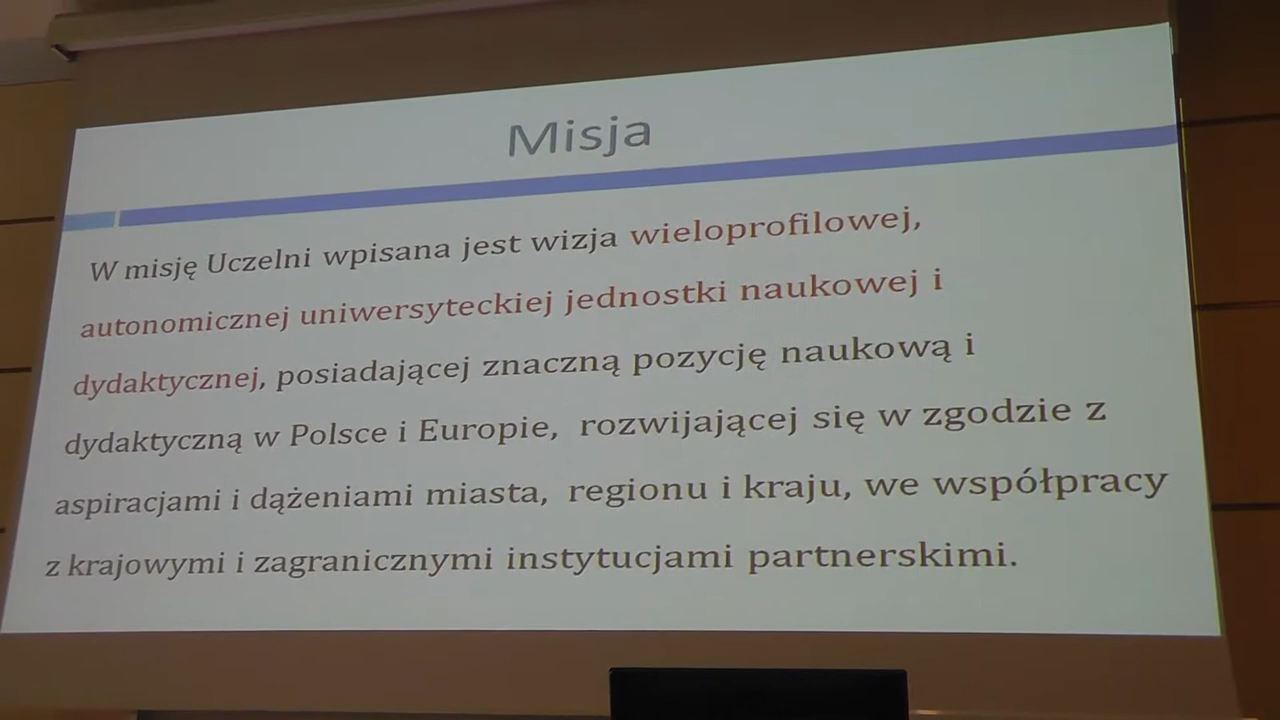 Misja
W misję Uczelni wpisana jest wizja wieloprofilowej,
autonomicznej uniwersyteckiej jednostki naukowej i
dydaktycznej, posiadającej znaczną pozycję naukową i
dydaktyczną w Polsce i Europie, rozwijającej się w zgodzie z
aspiracjami i dążeniami miasta, regionu i kraju, we współpracy
z krajowymi i zagranicznymi instytucjami partnerskimi.